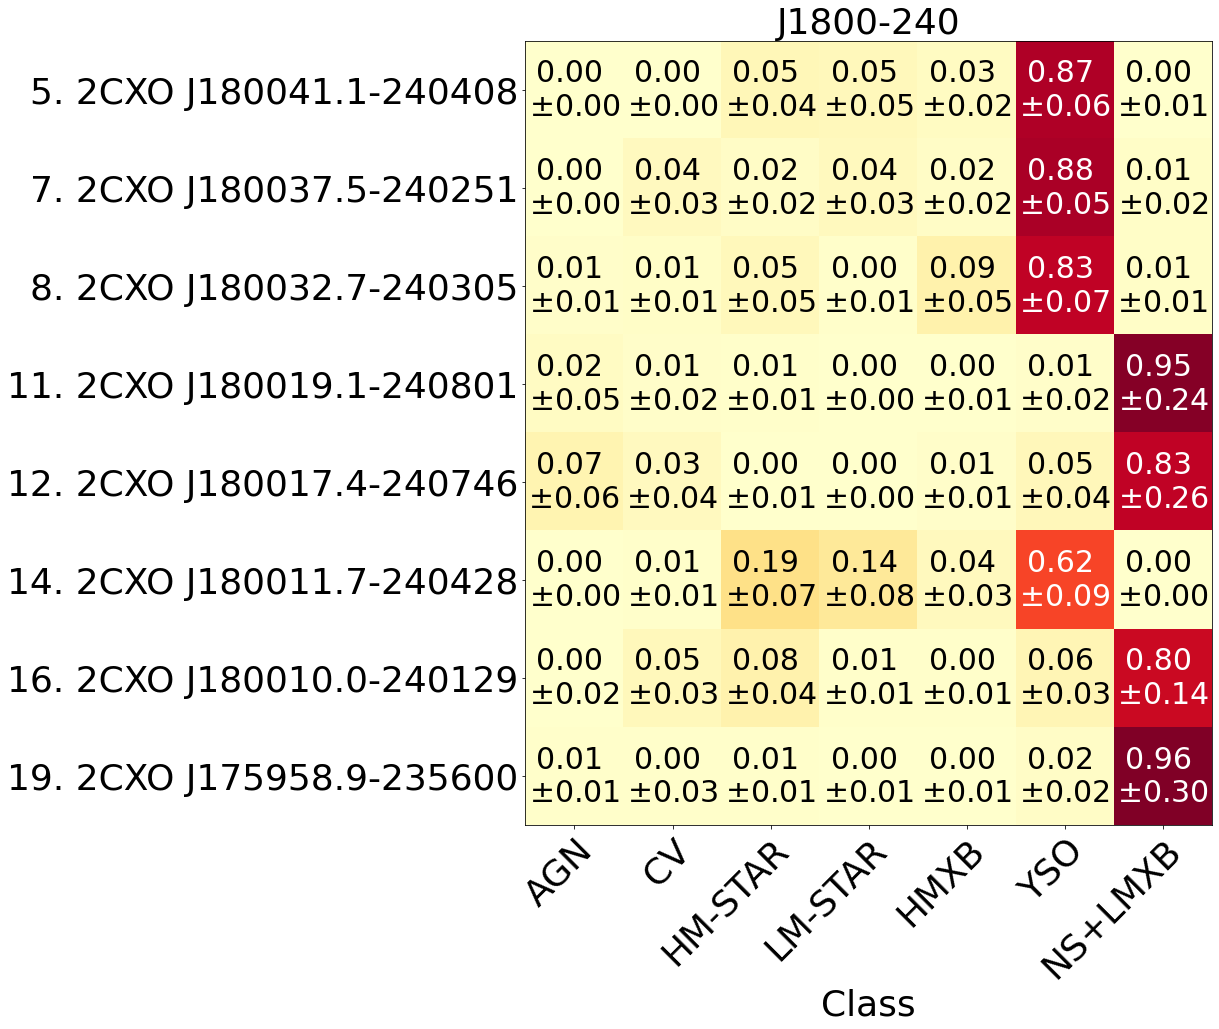 J1800-240
5. 2CXO J180041.1-240408
0.00 0.00 0.05 0.05 0.03 0.87 0.00
±0.00 ±0.00 ±0.04 ±0.05 ±0.02 ±0.06 ±0.01
7. 2CXO J180037.5-240251
0.00 0.04 0.02 0.04 0.02 0.88 0.01
±0.00 ±0.03 ±0.02 ±0.03 ±0.02 ±0.05 ±0.02
8. 2CXO J180032.7-240305
0.01 0.01 0.05 0.00 0.09 0.83 0.01
±0.01 ±0.01 ±0.05 ±0.01 ±0.05 ±0.07 ±0.01
11. 2CXO J180019.1-240801
0.02 0.01 0.01 0.00 0.00 0.01 0.95
±0.05 ±0.02 ±0.01 ±0.00 ±0.01 ±0.02 ±0.24
12. 2CXO J180017.4-240746
0.07 0.03 0.00 0.00 0.01 0.05 0.83
±0.06 ±0.04 ±0.01 ±0.00 ±0.01 ±0.04 ±0.26
14. 2CXO J180011.7-240428
0.00 0.01 0.19 0.14 0.04 0.62 0.00
±0.00 ±0.01 ±0.07 ±0.08 ±0.03 ±0.09 ±0.00
16. 2CXO J180010.0-240129
0.00 0.05 0.08 0.01 0.00 0.06 0.80
±0.02 ±0.03 ±0.04 ±0.01 ±0.01 ±0.03 ±0.14
19. 2CXO J175958.9-235600
0.01 0.00 0.01 0.00 0.00 0.02 0.96
±0.01 ±0.03 ±0.01 ±0.01 ±0.01 ±0.02 ±0.30
AGN
CV
HM-STAR
LM-STAR
HMXB
YSO
NS+LMXB
Class